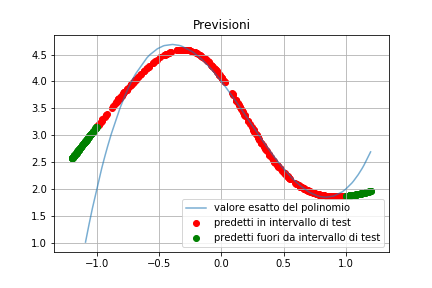 Previsioni
4.5
4.0
3.5
3.0
2.5
2.0
1.5
1.0
valore esatto del polinomio
predetti in intervallo di test
predetti fuori da intervallo di test
−1.0 −0.5 0.0 0.5 1.0